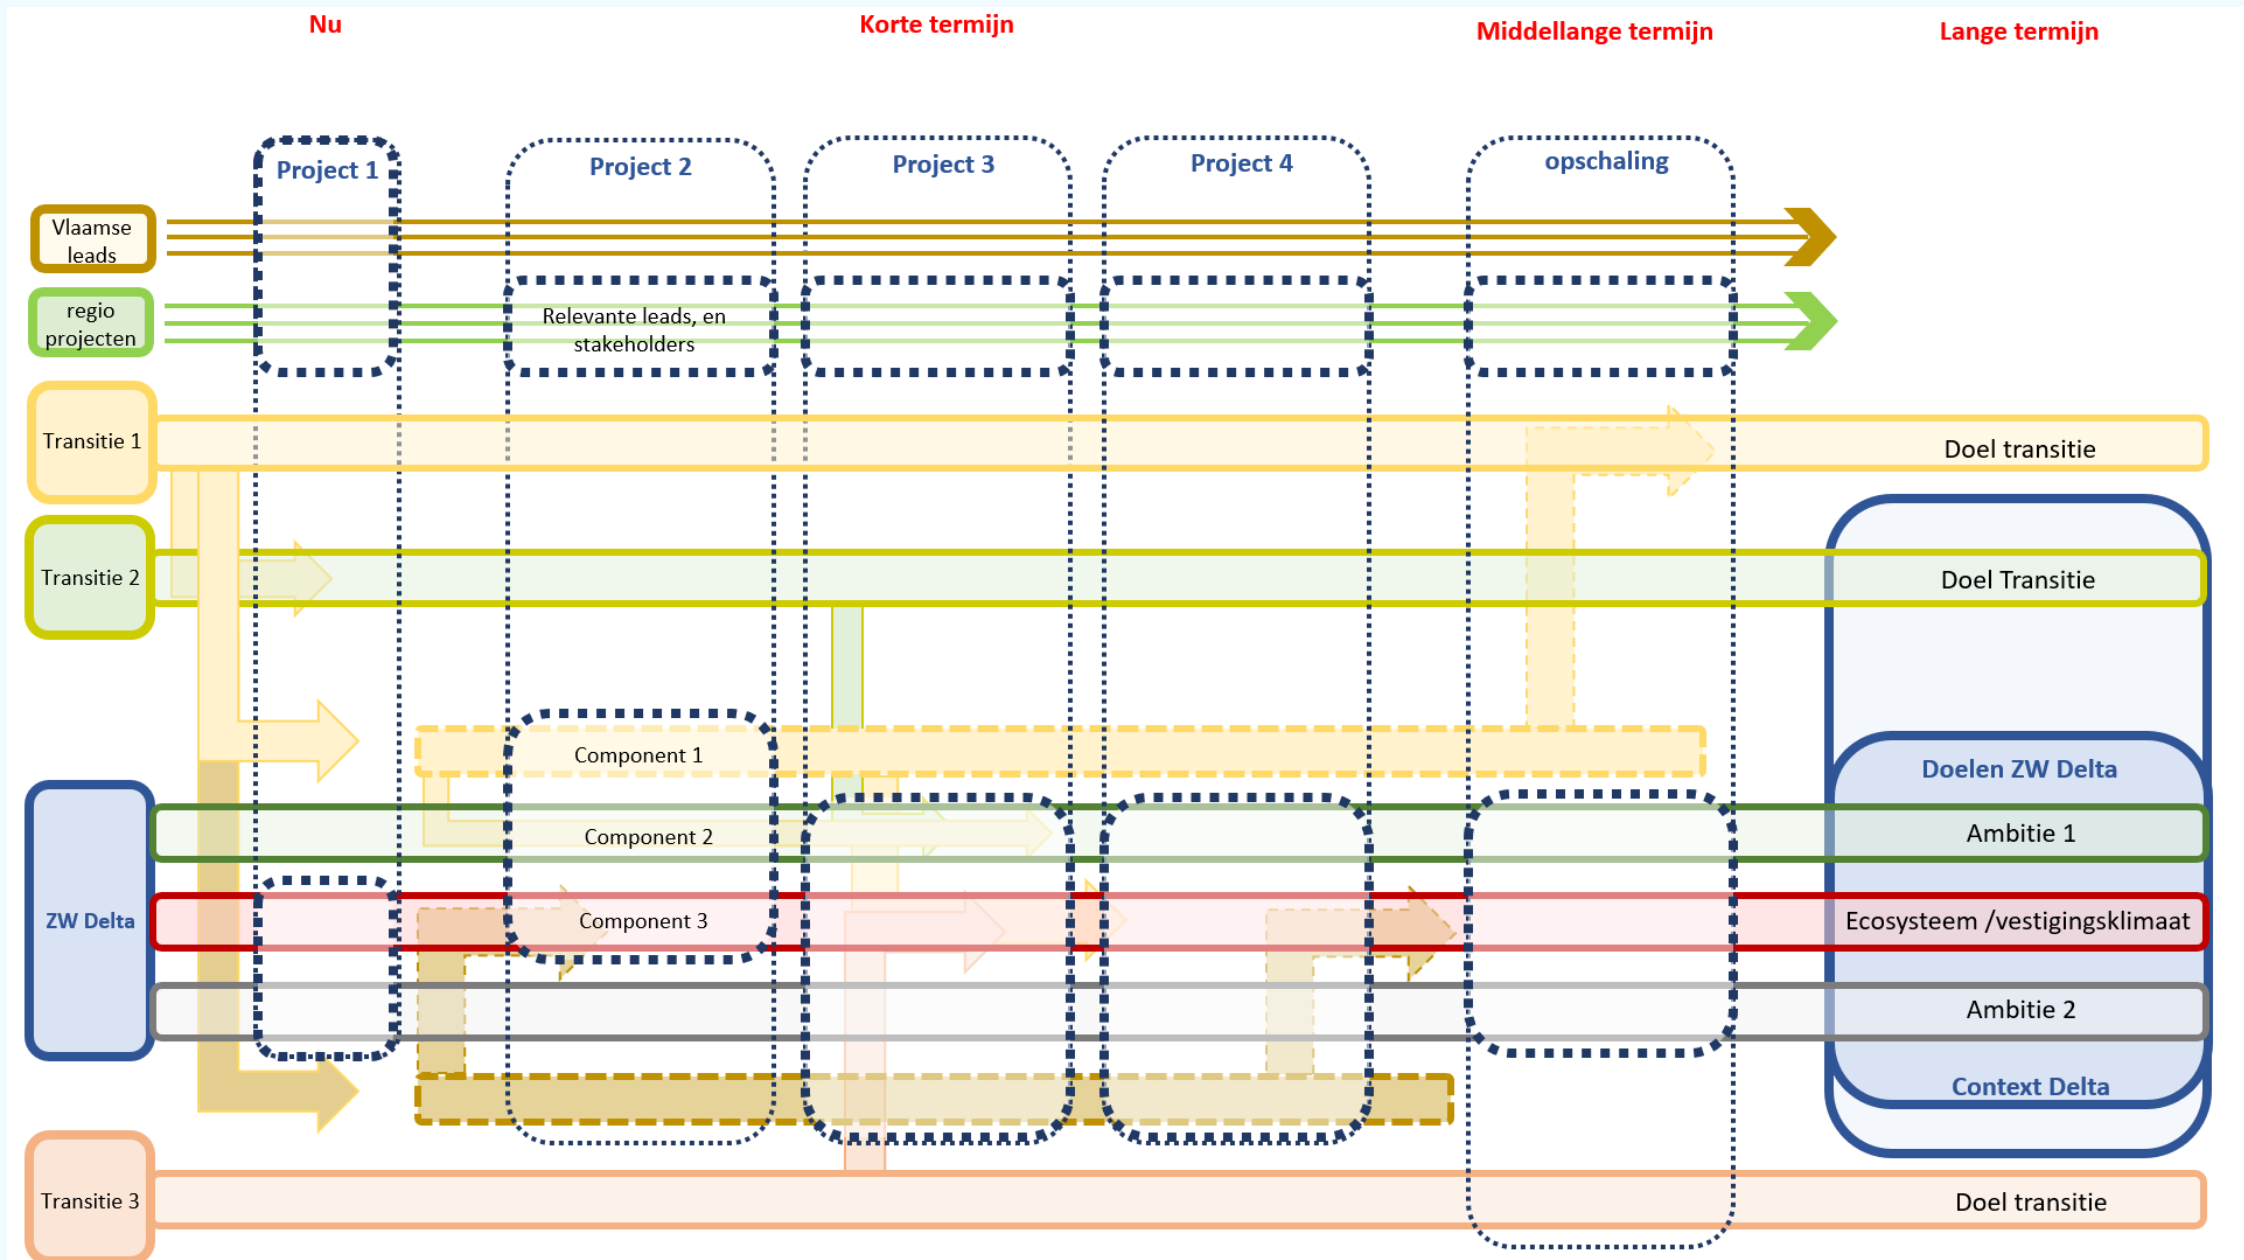 Nu
Korte termijn
Middellange termijn
Lange termijn
Project 1
Project 2
Project 3
Project 4
opschaling
Vlaamse
leads
regio
projecten
Relevante leads, en
stakeholders
Transitie 1
Doel transitie
Transitie 2
Doel Transitie
Component 1
Doelen ZW Delta
Component 2
Ambitie 1
ZW Delta
Component 3
Ecosysteem /vestigingsklimaat
Ambitie 2
Context Delta
Transitie 3
Doel transitie